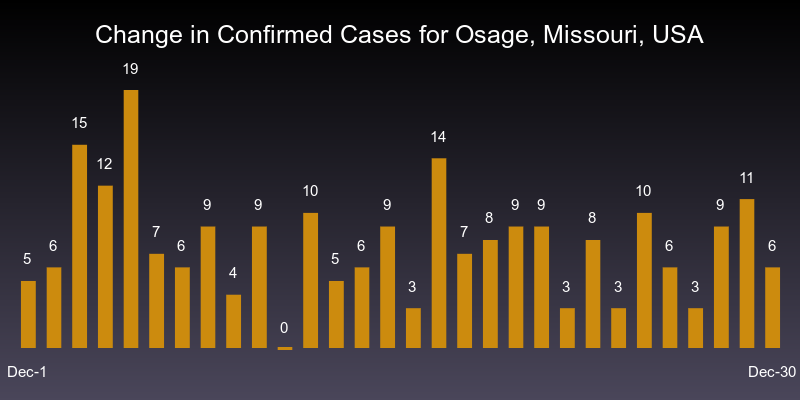 Change in Confirmed Cases for Osage, Missouri, USA
5 6 15 12 19 7 6 9 4 9 0 10 5 6 9 3 14 7 8 9 9 3 8 3 10 6 3 9 11 6
Dec-1 Dec-30